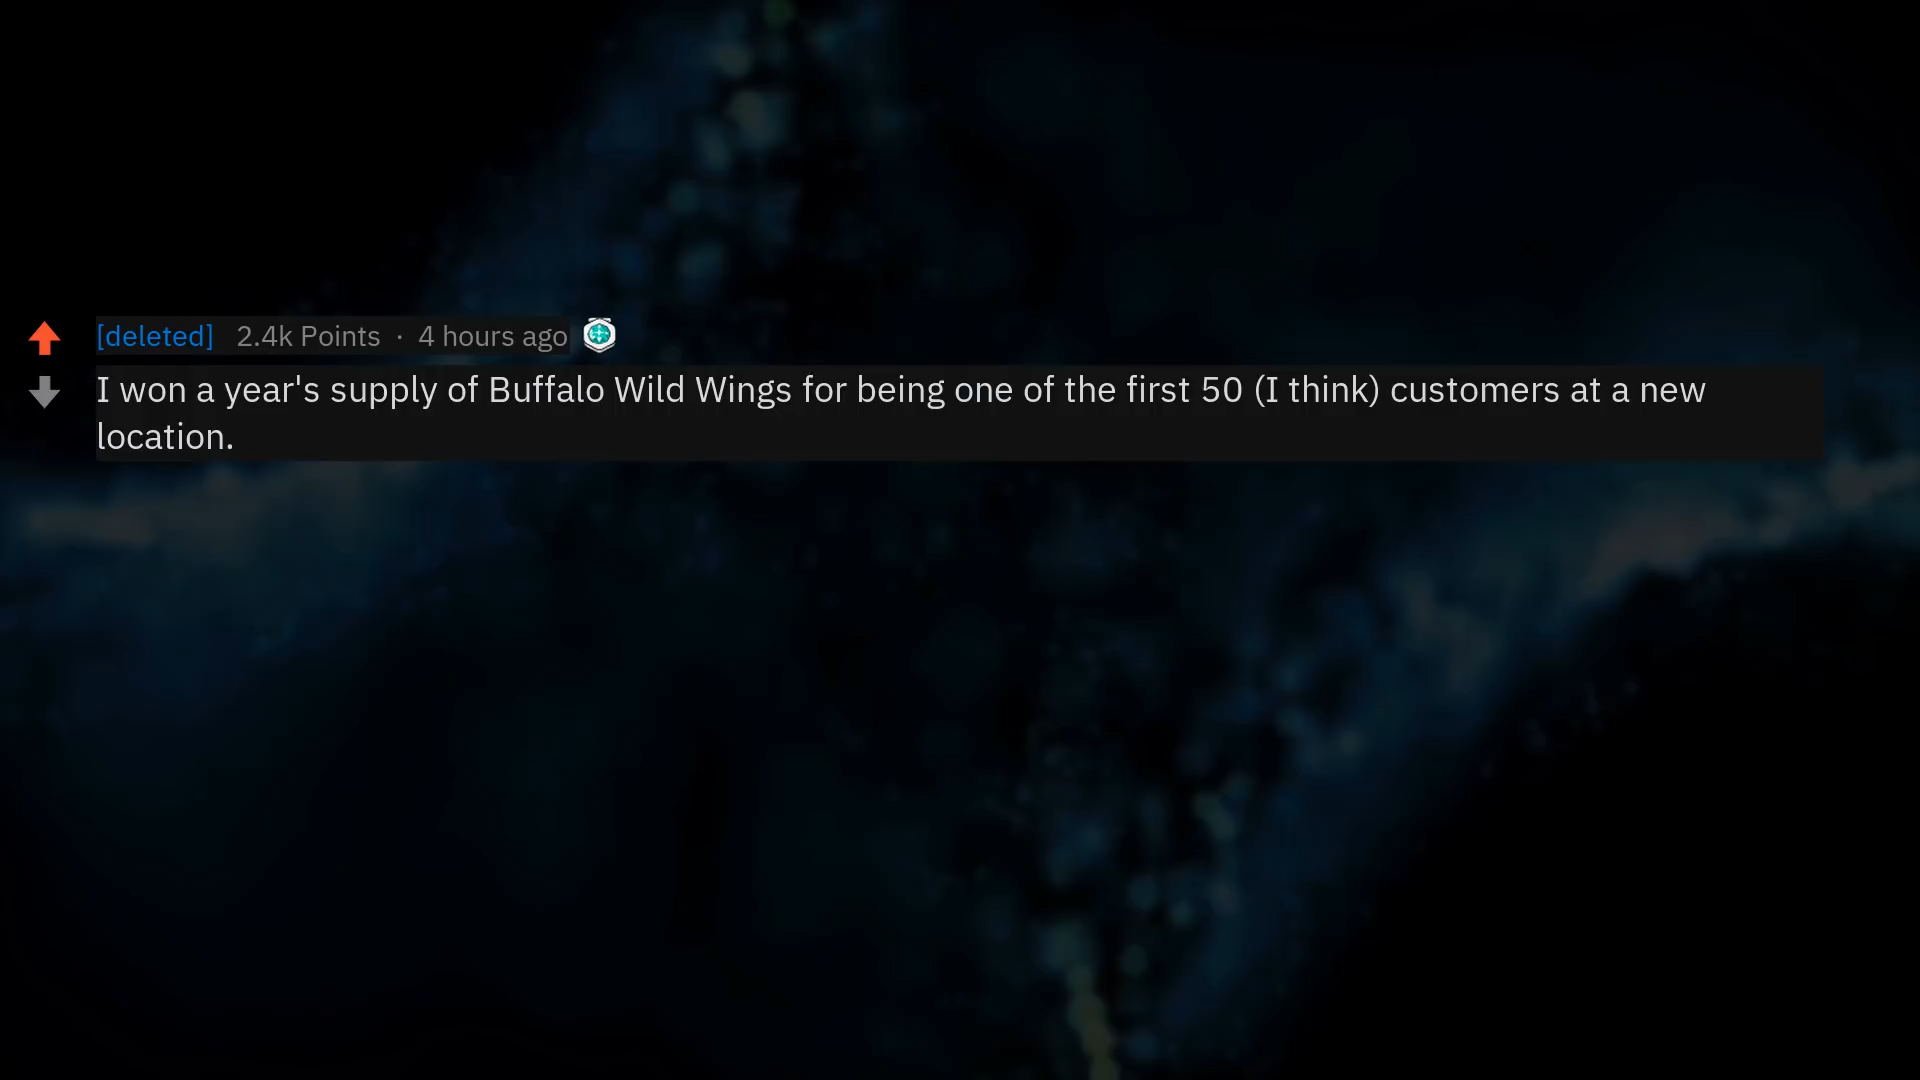 [deleted] 2.4k Points · 4 hours ago
I won a year's supply of Buffalo Wild Wings for being one of the first 50 (I think) customers at a new
location.